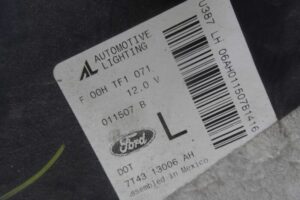 AL AUTOMOTIVE
LIGHTING
F 00H TF1 071
12.0 V
011507 B
Ford
L
DOT
7T43 13006 AH
assembled in Mexico
U387 LH 06AH011507B1416